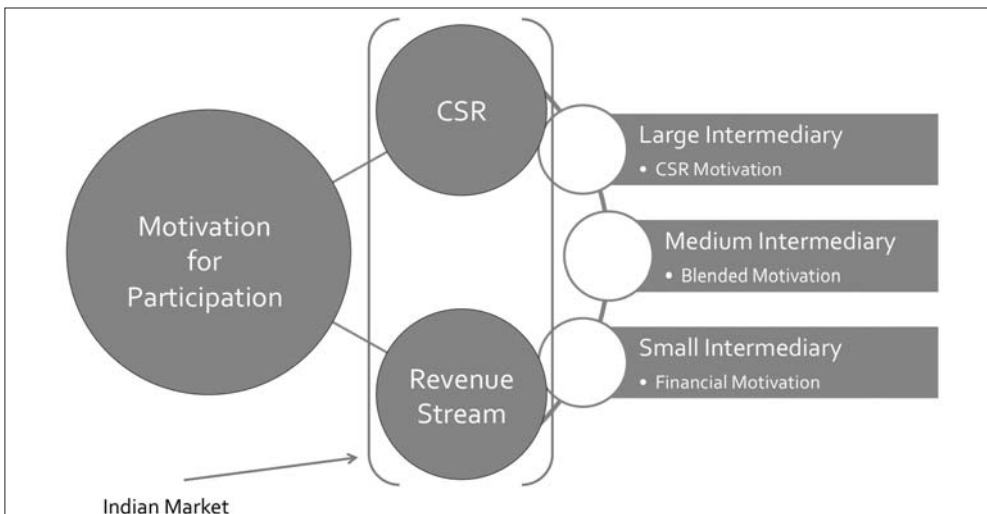 Motivation
for
Participation
CSR
Revenue
Stream
Large Intermediary
• CSR Motivation
Medium Intermediary
• Blended Motivation
Small Intermediary
• Financial Motivation
Indian Market